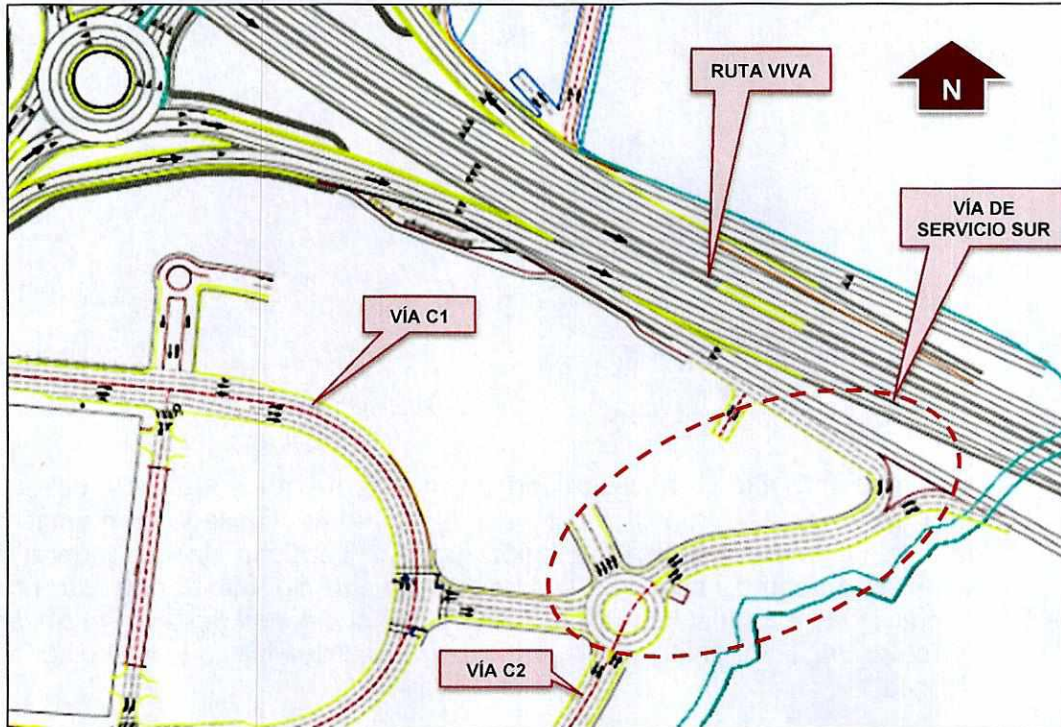 RUTA VIVA
N
VÍA DE
SERVICIO SUR
VÍA C1
VÍA C2